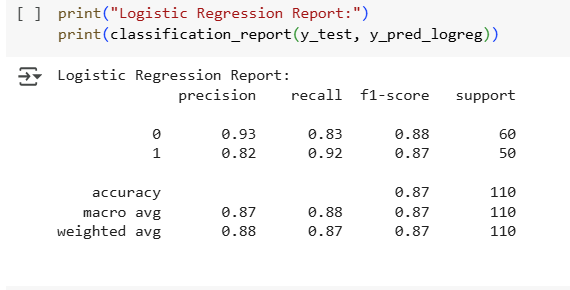 [ ] print("Logistic Regression Report:")
print(classification_report(y_test, y_pred_logreg))
Logistic Regression Report:
precision recall f1-score support
0 0.93 0.83 0.88 60
1 0.82 0.92 0.87 50
accuracy 0.87 110
macro avg 0.87 0.88 0.87 110
weighted avg 0.88 0.87 0.87 110